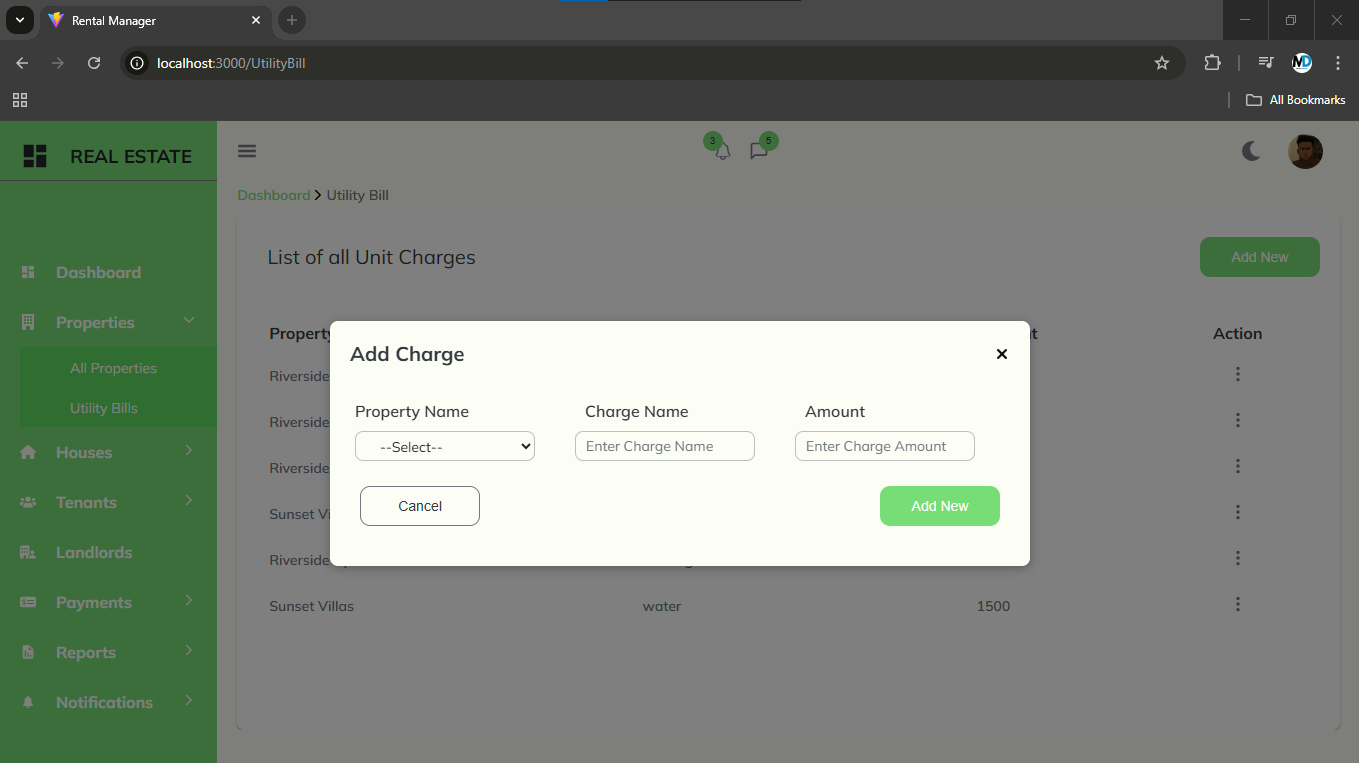 Rental Manager
localhost:3000/UtilityBill
All Bookmarks
REAL ESTATE
3
5
Dashboard Utility Bill
List of all Unit Charges
Add New
Dashboard
Properties
All Properties
Utility Bills
Houses
Tenants
Landlords
Payments
Reports
Notifications
Action
Riverside
Riverside
Riverside
Riverside
Sunset Villas water 1500
Add Charge
Property Name Charge Name Amount
--Select-- Enter Charge Name Enter Charge Amount
Cancel Add New